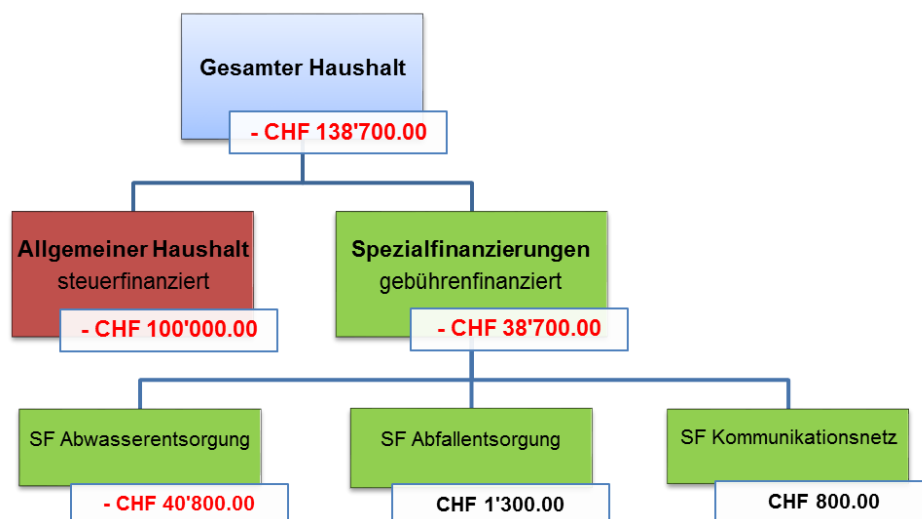 Gesamter Haushalt
- CHF 138'700.00
Allgemeiner Haushalt
steuerfinanziert
- CHF 100'000.00
Spezialfinanzierungen
gebührenfinanziert
- CHF 38'700.00
SF Abwasserentsorgung
- CHF 40'800.00
SF Abfallentsorgung
CHF 1'300.00
SF Kommunikationsnetz
CHF 800.00